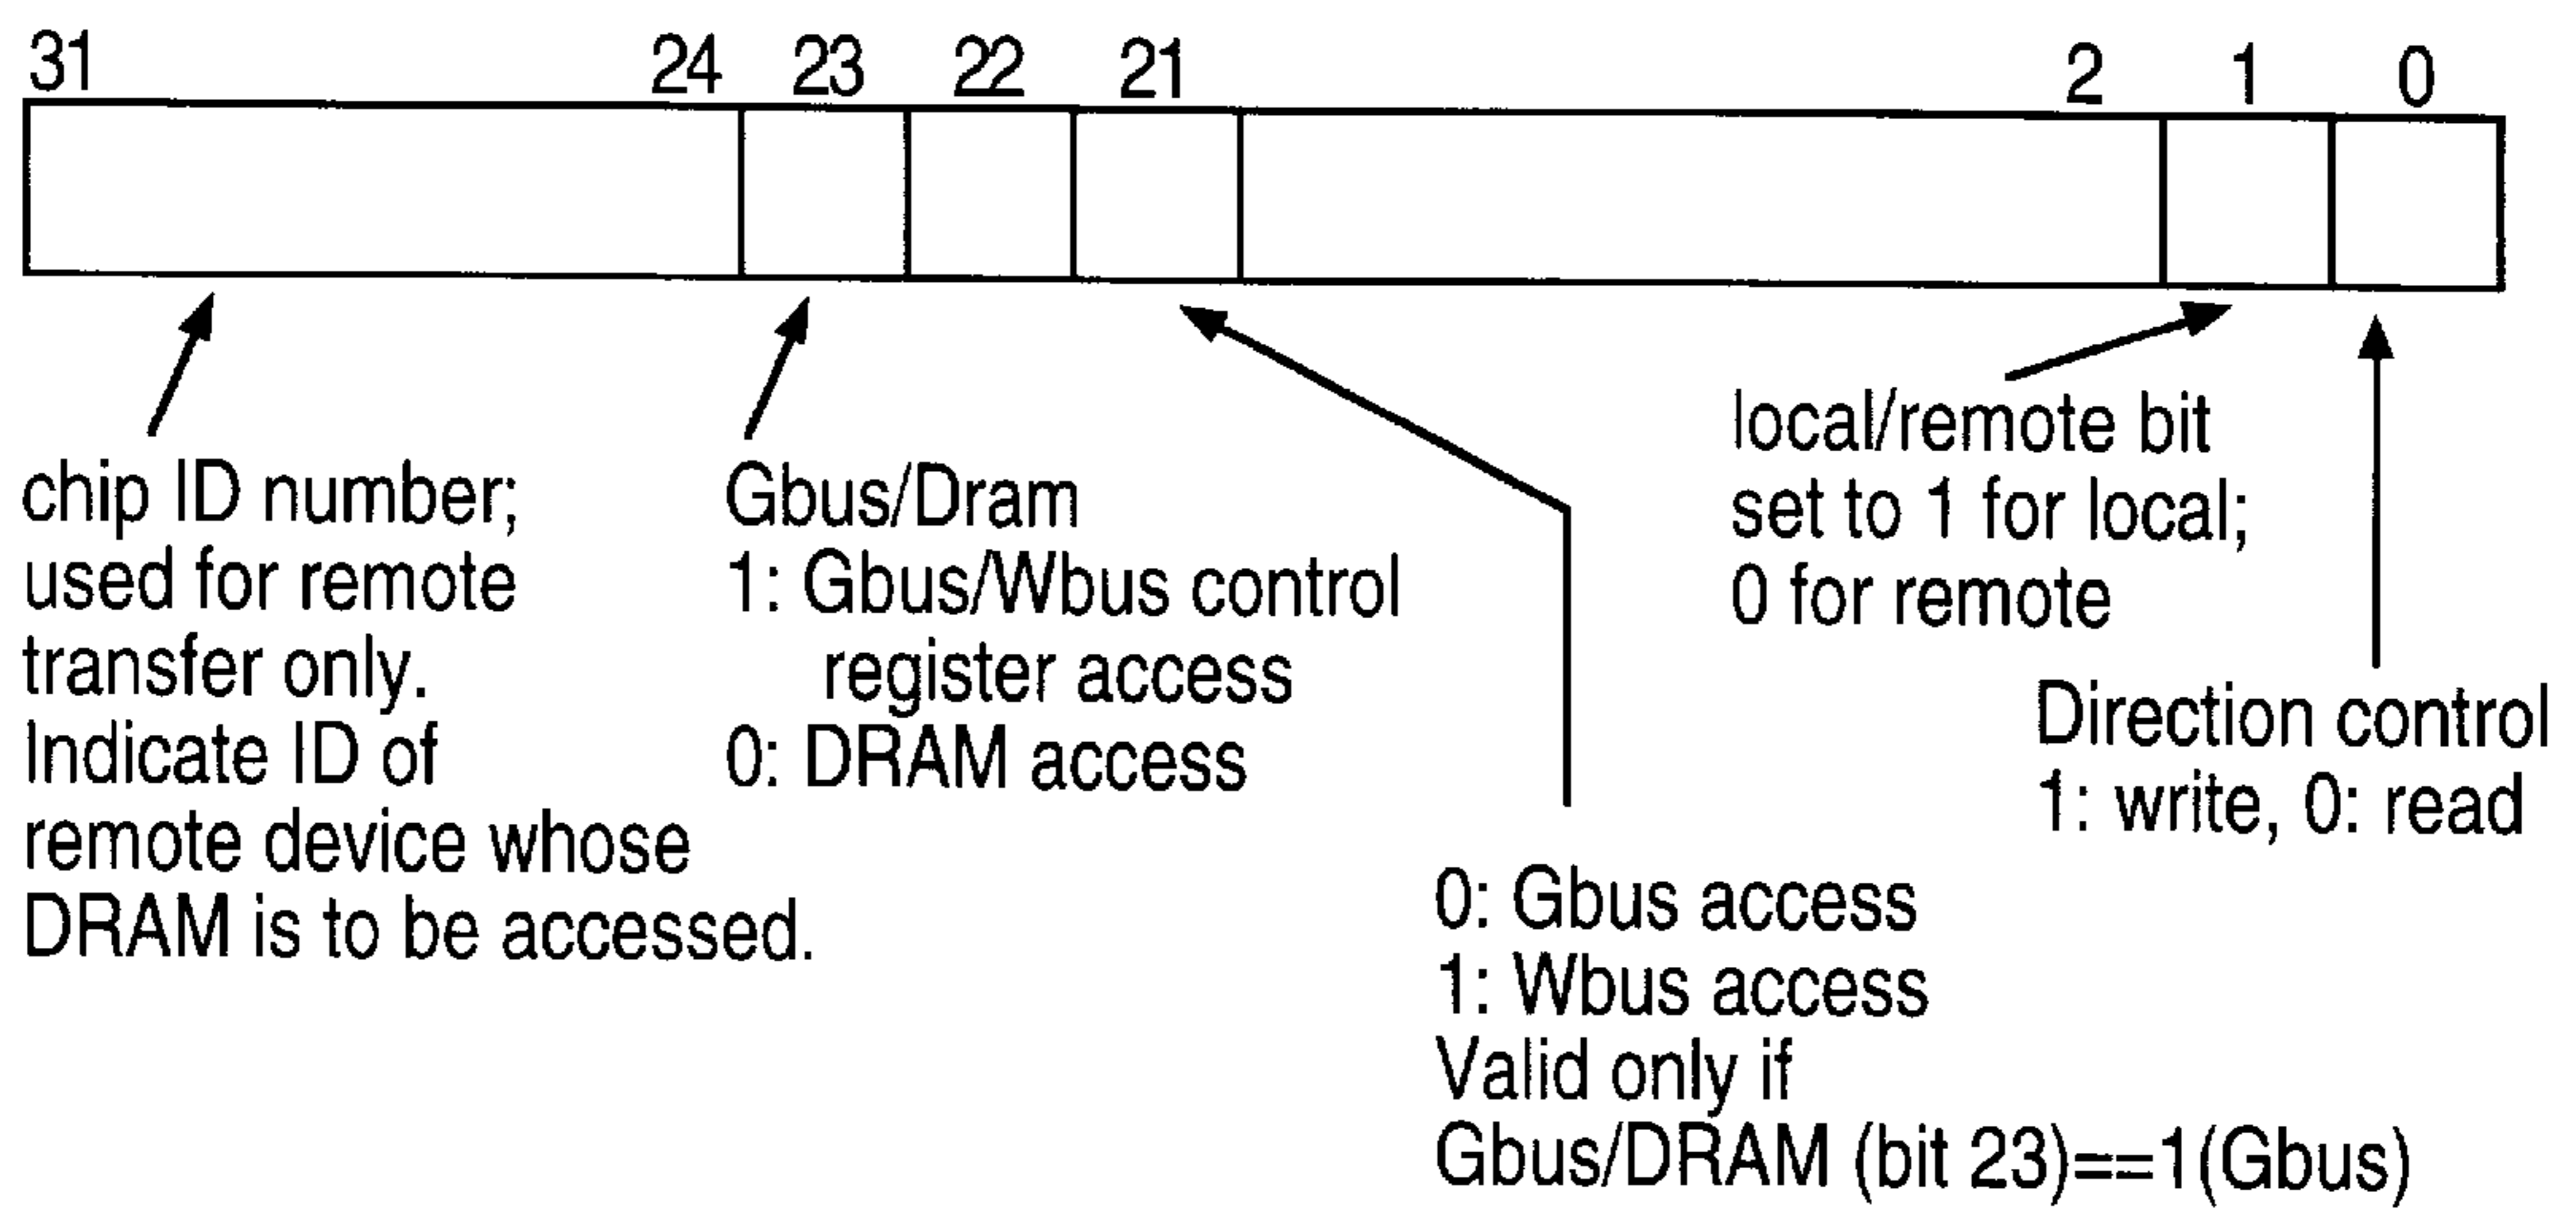 31 24 23 22 21 2 1 0
chip ID number;
used for remote
transfer only.
Indicate ID of
remote device whose
DRAM is to be accessed.
Gbus/Dram
1: Gbus/Wbus control
register access
0: DRAM access
0: Gbus access
1: Wbus access
Valid only if
Gbus/DRAM (bit 23)==1(Gbus)
local/remote bit
set to 1 for local;
0 for remote
Direction control
1: write, 0: read